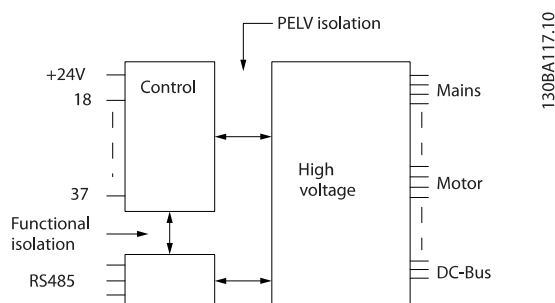 PELV isolation
+24V
Control
18
Mains
High
voltage
37
Motor
Functional
isolation
RS485
DC-Bus
130BA117.10